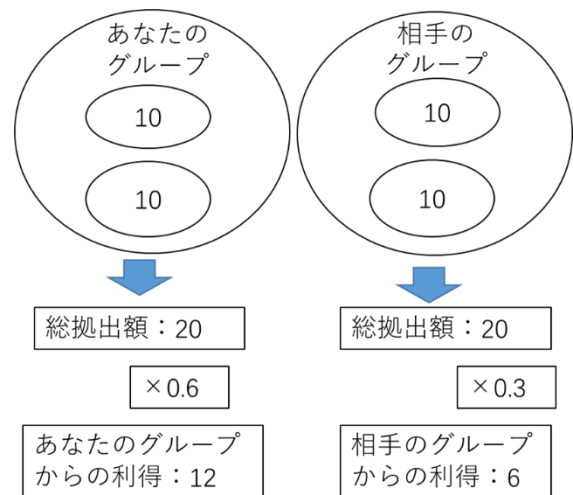 あなたの
グループ
10
10
総拠出額：20
×0.6
あなたのグループ
からの利得：12
相手の
グループ
10
10
総拠出額：20
×0.3
相手のグループ
からの利得：6